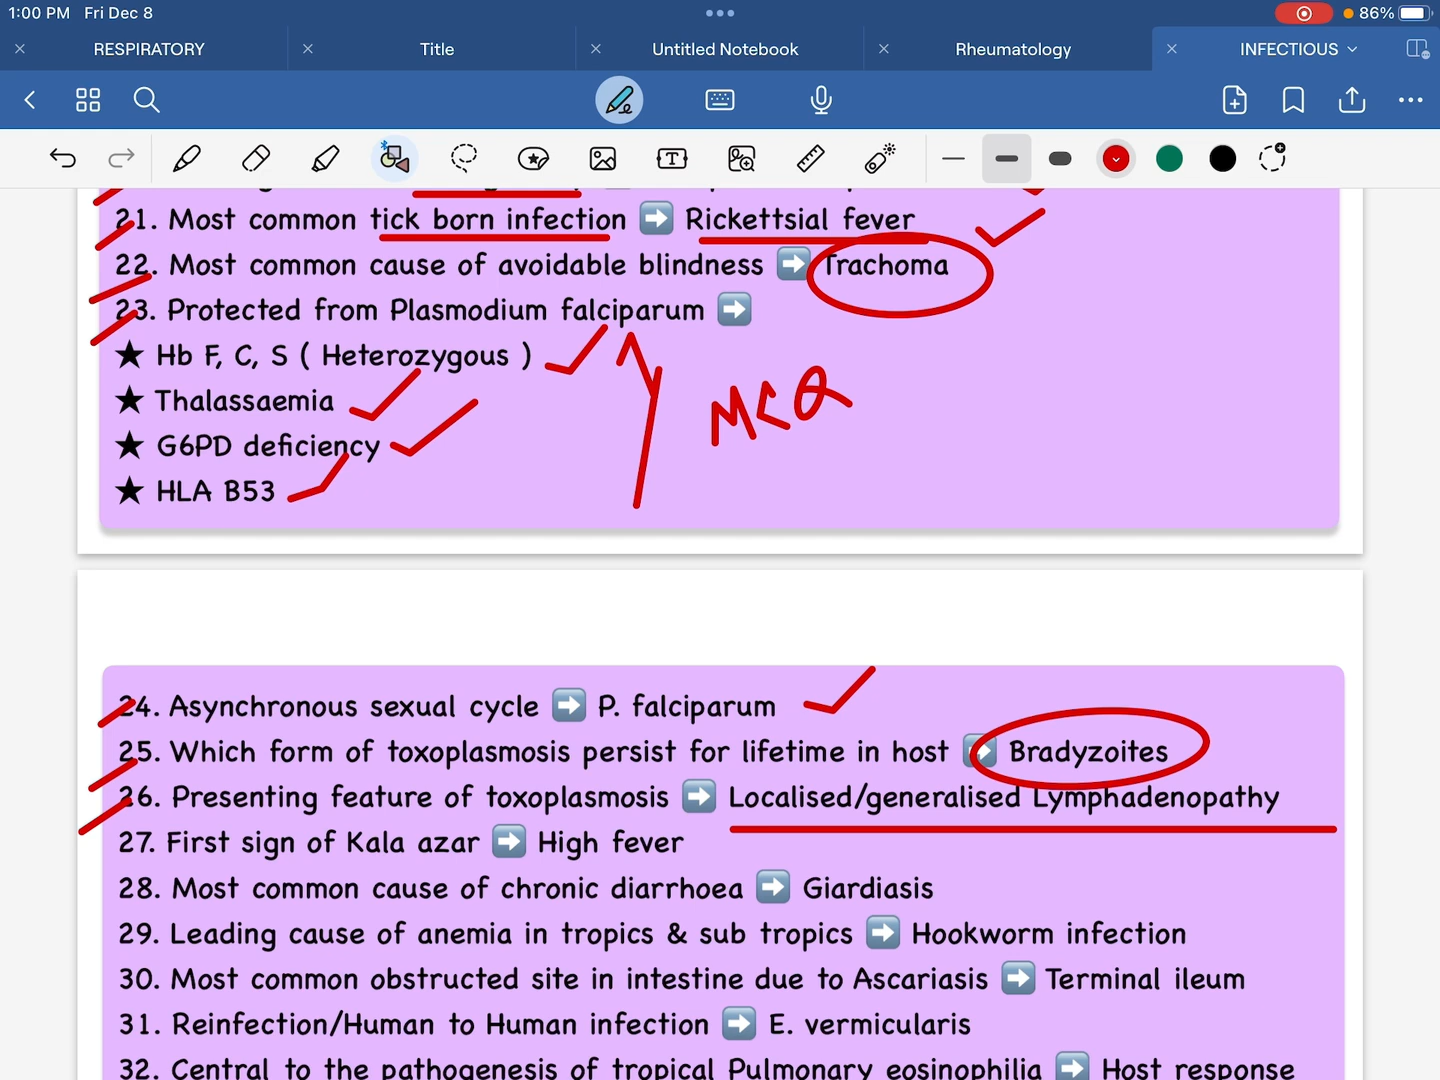 1:00 PM Fri Dec 8
86%
RESPIRATORY
Title
Untitled Notebook
Rheumatology
INFECTIOUS
21. Most common tick born infection ➡ Rickettsial fever
22. Most common cause of avoidable blindness ➡ Trachoma
23. Protected from Plasmodium falciparum ➡
★ Hb F, C, S ( Heterozygous )
★ Thalassaemia
★ G6PD deficiency
★ HLA B53
MCQ
24. Asynchronous sexual cycle ➡ P. falciparum
25. Which form of toxoplasmosis persist for lifetime in host ➡ Bradyzoites
26. Presenting feature of toxoplasmosis ➡ Localised/generalised Lymphadenopathy
27. First sign of Kala azar ➡ High fever
28. Most common cause of chronic diarrhoea ➡ Giardiasis
29. Leading cause of anemia in tropics & sub tropics ➡ Hookworm infection
30. Most common obstructed site in intestine due to Ascariasis ➡ Terminal ileum
31. Reinfection/Human to Human infection ➡ E. vermicularis
32. Central to the pathogenesis of tropical Pulmonary eosinophilia ➡ Host response